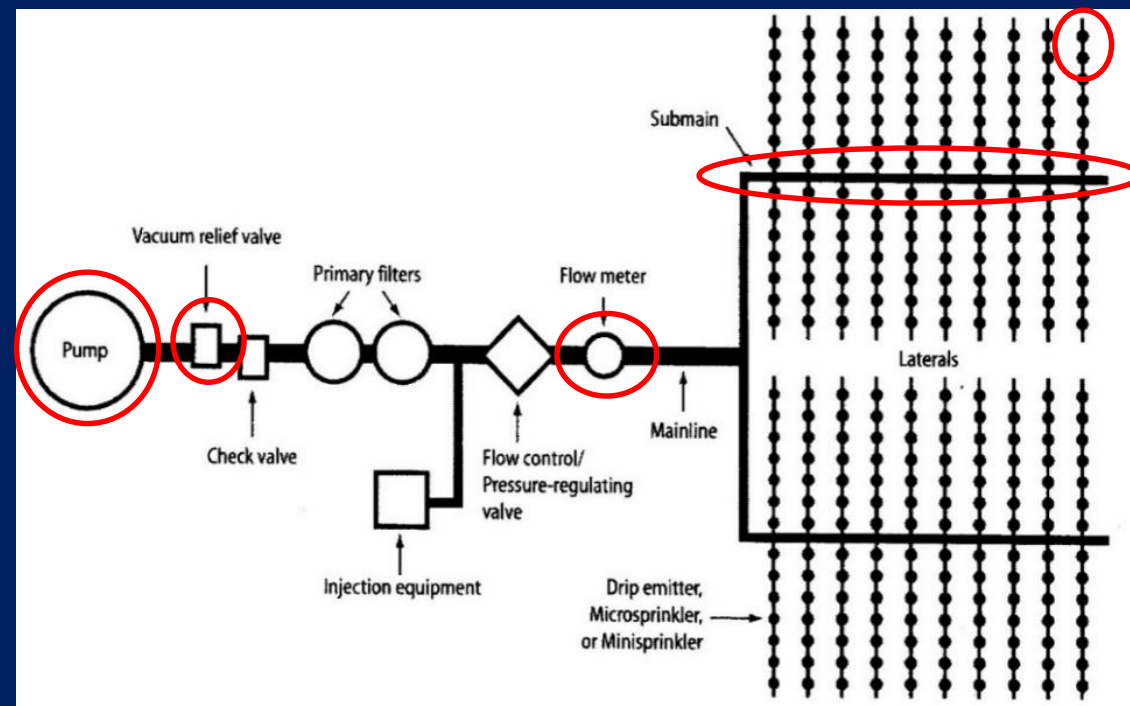 Submain
Vacuum relief valve
Primary filters
Flow meter
Pump
Laterals
Mainline
Check valve
Flow control/
Pressure-regulating
valve
Injection equipment
Drip emitter,
Microsprinkler,
or Minisprinkler